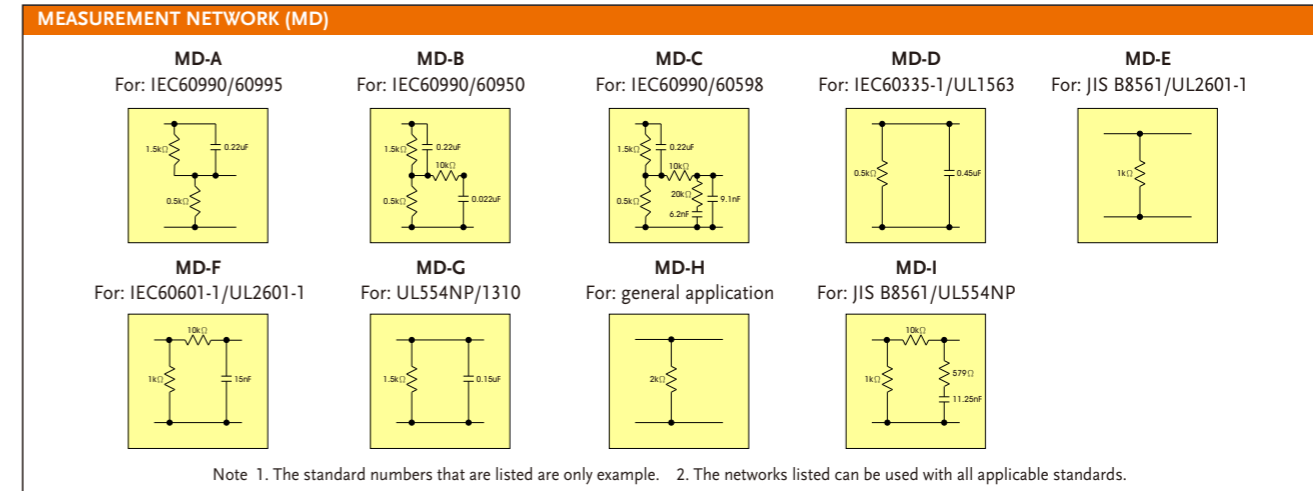 MEASUREMENT NETWORK (MD)
MD-A
For: IEC60990/60995
1.5kΩ
0.22uF
0.5kΩ
MD-B
For: IEC60990/60950
1.5kΩ
0.22uF
10kΩ
0.5kΩ
0.022uF
MD-C
For: IEC60990/60598
1.5kΩ
0.22uF
10kΩ
20kΩ
0.5kΩ
9.1nF
6.2nF
MD-D
For: IEC60335-1/UL1563
0.5kΩ
0.45uF
MD-E
For: JIS B8561/UL2601-1
1kΩ
MD-F
For: IEC60601-1/UL2601-1
10kΩ
1kΩ
15nF
MD-G
For: UL554NP/1310
1.5kΩ
0.15uF
MD-H
For: general application
2kΩ
MD-I
For: JIS B8561/UL554NP
10kΩ
1kΩ
579Ω
11.25nF
Note 1. The standard numbers that are listed are only example. 2. The networks listed can be used with all applicable standards.